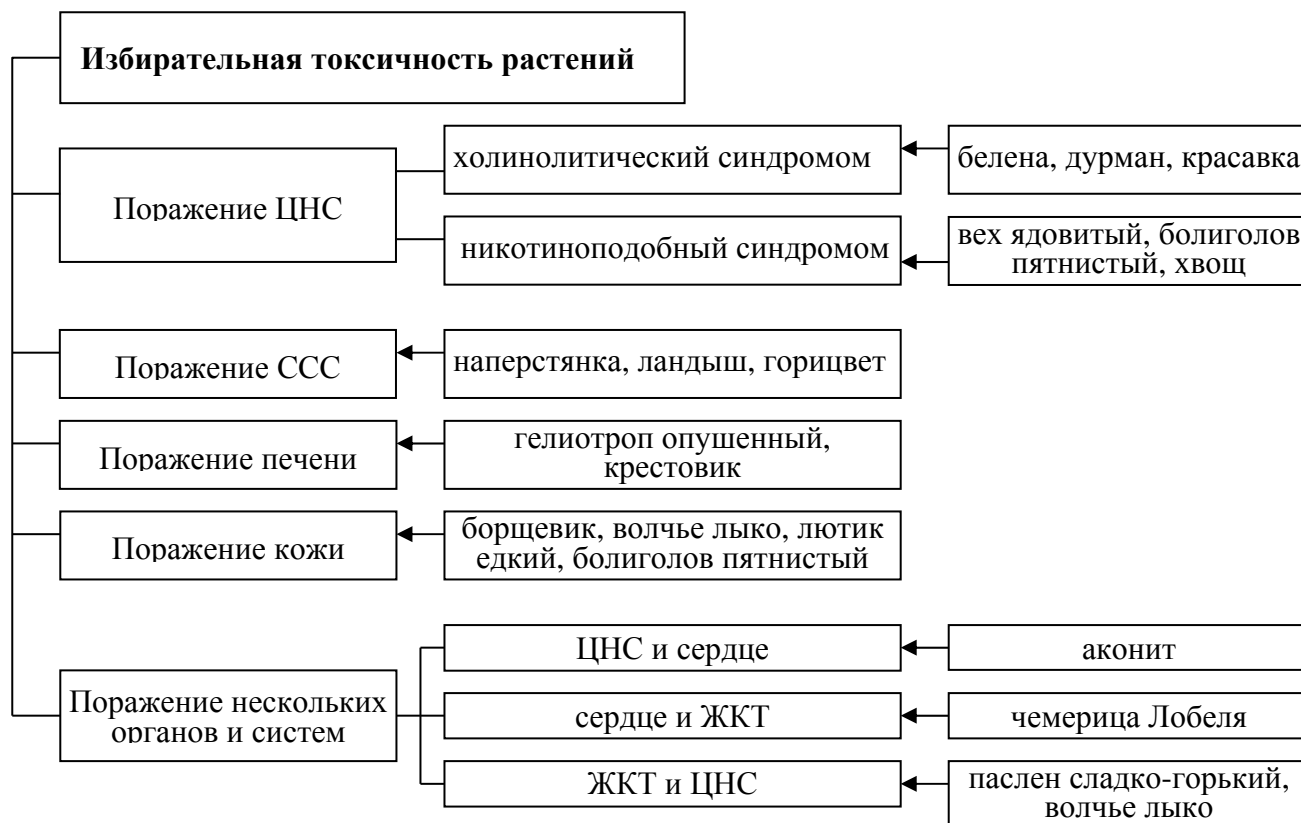 Избирательная токсичность растений
холинолитический синдромом
белена, дурман, красавка
Поражение ЦНС
никотиноподобный синдромом
вех ядовитый, болиголов
пятнистый, хвощ
Поражение ССС
наперстянка, ландыш, горицвет
Поражение печени
гелиотроп опушенный,
крестовик
Поражение кожи
борщевик, волчье лыко, лютик
едкий, болиголов пятнистый
Поражение нескольких
органов и систем
ЦНС и сердце
аконит
сердце и ЖКТ
чемерица Лобеля
ЖКТ и ЦНС
паслен сладко-горький,
волчье лыко